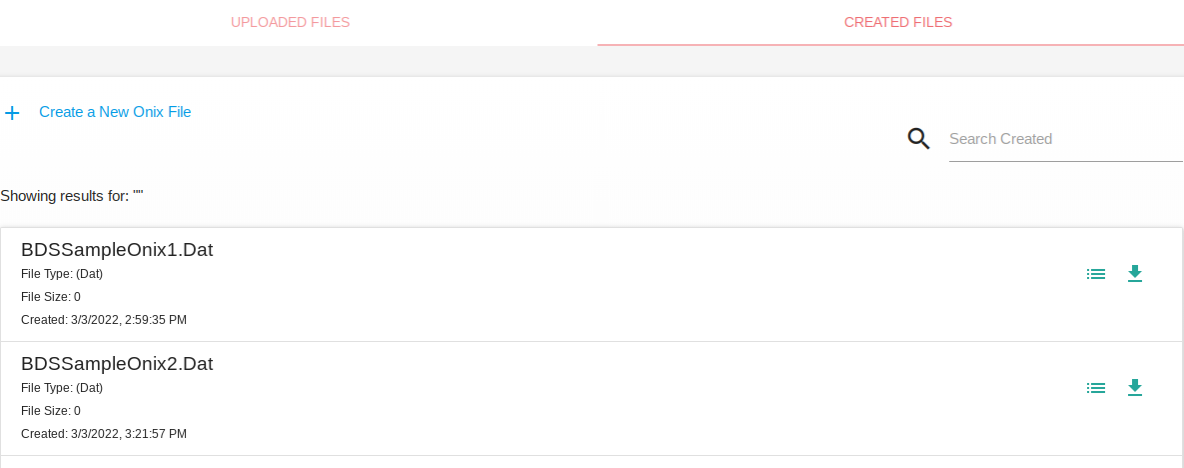 UPLOADED FILES
CREATED FILES
Create a New Onix File
Search Created
Showing results for: ""
BDSSampleOnix1.Dat
File Type: (Dat)
File Size: 0
Created: 3/3/2022, 2:59:35 PM
BDSSampleOnix2.Dat
File Type: (Dat)
File Size: 0
Created: 3/3/2022, 3:21:57 PM